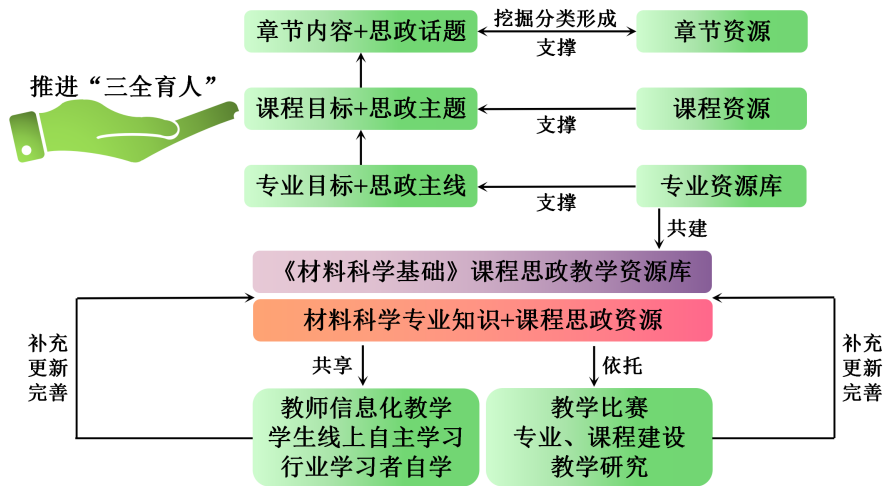 章节内容+思政话题
挖掘分类形成
支撑
章节资源
推进“三全育人”
课程目标+思政主题
支撑
课程资源
专业目标+思政主线
支撑
专业资源库
共建
《材料科学基础》课程思政教学资源库
材料科学专业知识+课程思政资源
补充
更新
完善
共享
依托
补充
更新
完善
教师信息化教学
学生线上自主学习
行业学习者自学
教学比赛
专业、课程建设
教学研究